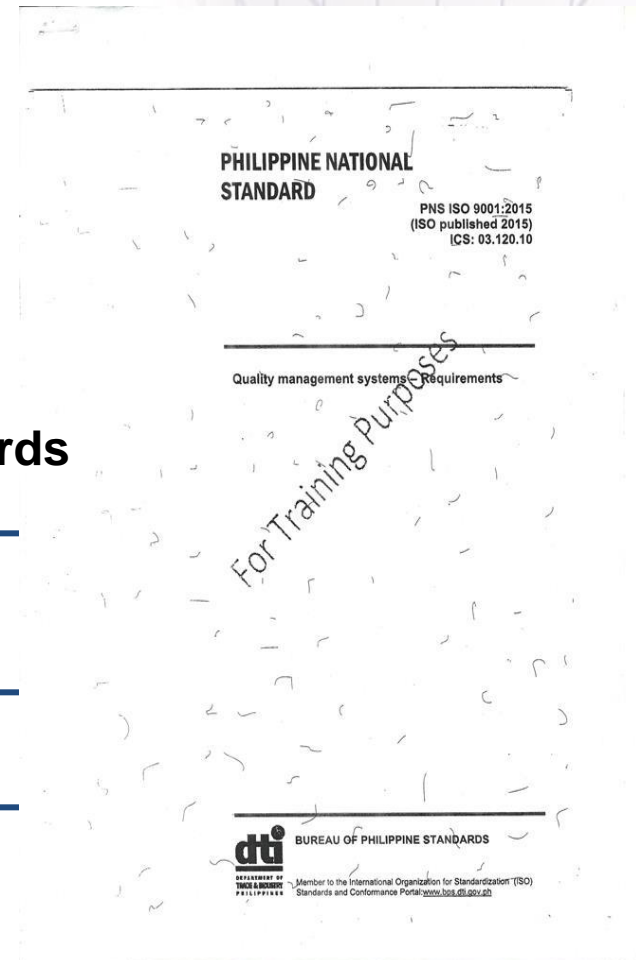 PHILIPPINE NATIONAL
STANDARD
PNS ISO 9001:2015
(ISO published 2015)
ICS: 03.120.10
Quality management systems – Requirements
For Training Purposes
rds
dti
DEPARTMENT OF
TRADE & INDUSTRY
PHILIPPINES
BUREAU OF PHILIPPINE STANDARDS
Member to the International Organization for Standardization (ISO)
Standards and Conformance Portal:www.bps.dti.gov.ph